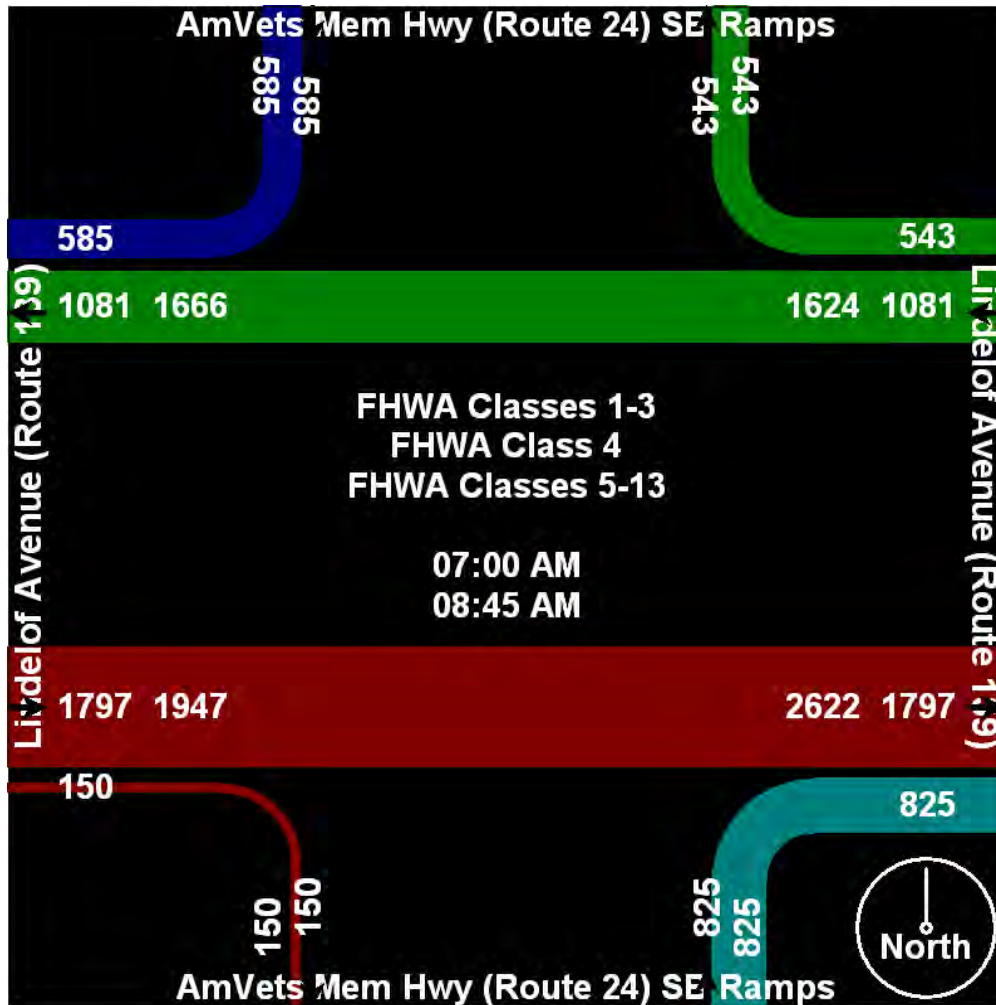 AmVets Mem Hwy (Route 24) SE Ramps
585
585
543
543
585
543
1081 1666
1624 1081
Lindelof Avenue (Route 139)
Lindelof Avenue (Route 139)
FHWA Classes 1-3
FHWA Class 4
FHWA Classes 5-13
07:00 AM
08:45 AM
1797 1947
2622 1797
150
825
150
150
825
825
North
AmVets Mem Hwy (Route 24) SE Ramps